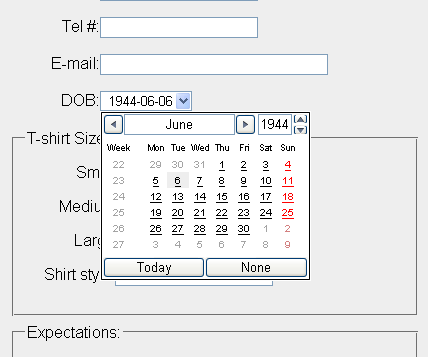 Tel #:
E-mail:
DOB: 1944-06-06
June 1944
T-shirt Size
Week Mon Tue Wed Thu Fri Sat Sun
22 29 30 31 1 2 3 4
Sm
23 5 6 7 8 9 10 11
24 12 13 14 15 16 17 18
Mediu
25 19 20 21 22 23 24 25
26 26 27 28 29 30 1 2
Larg
27 3 4 5 6 7 8 9
Shirt sty
Today None
Expectations: